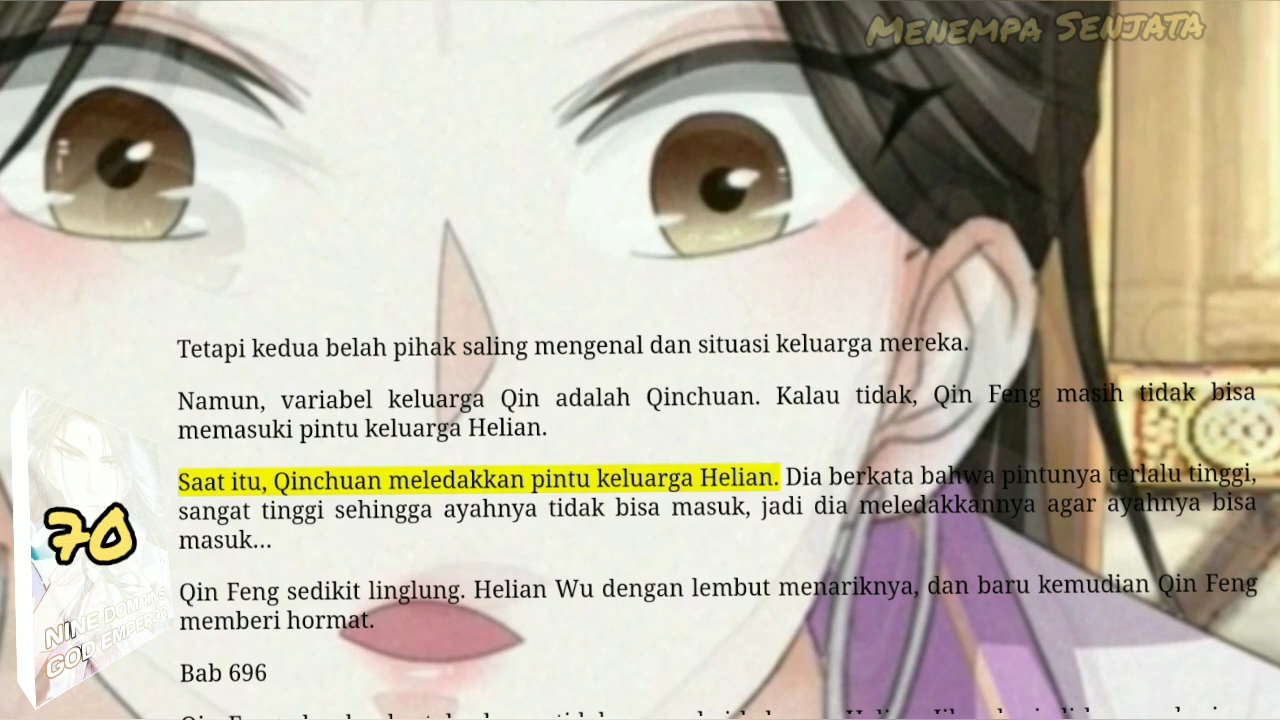 Menempa Senjata
Tetapi kedua belah pihak saling mengenal dan situasi keluarga mereka.
Namun, variabel keluarga Qin adalah Qinchuan. Kalau tidak, Qin Feng masih tidak bisa
memasuki pintu keluarga Helian.
Saat itu, Qinchuan meledakkan pintu keluarga Helian. Dia berkata bahwa pintunya terlalu tinggi,
sangat tinggi sehingga ayahnya tidak bisa masuk, jadi dia meledakkannya agar ayahnya bisa
masuk...
Qin Feng sedikit linglung. Helian Wu dengan lembut menariknya, dan baru kemudian Qin Feng
memberi hormat.
Bab 696
70
NINE DOMAINS
GOD EMPEROR